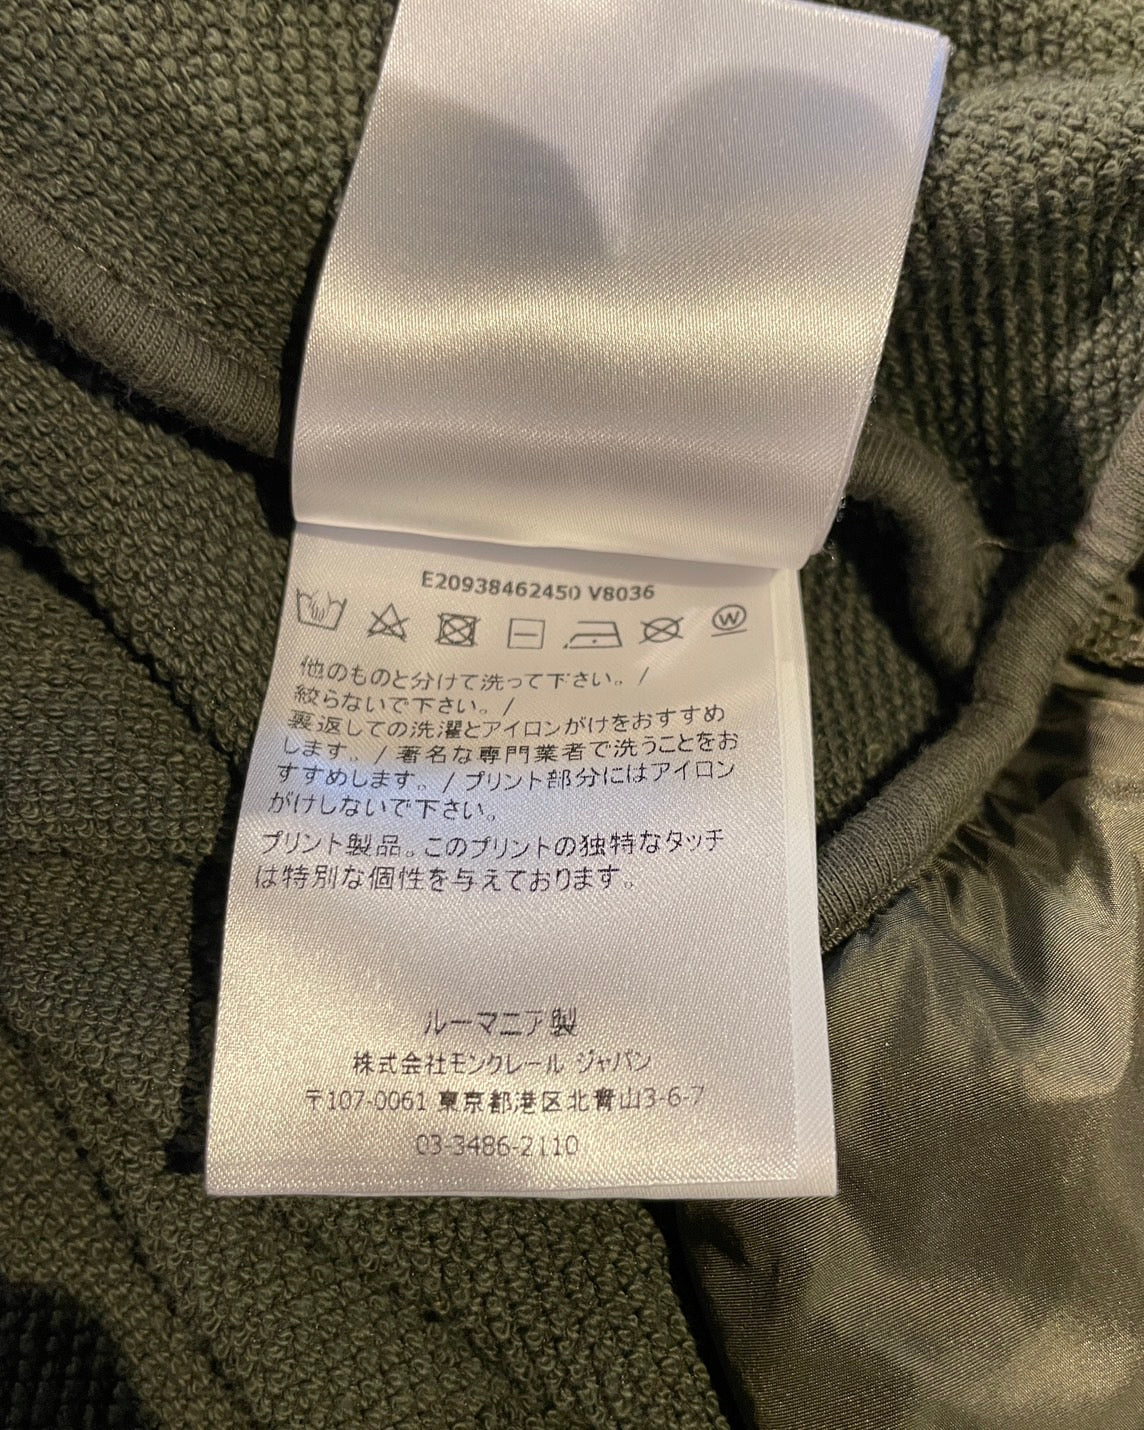 E20938462450 V8036
W
他のものと分けて洗って下さい。/
絞らないで下さい。/
裏返しての洗濯とアイロンがけをおすすめ
します。/ 著名な専門業者で洗うことをお
すすめします。/ プリント部分にはアイロン
がけしないで下さい。
プリント製品。このプリントの独特なタッチ
は特別な個性を与えております。
ルーマニア製
株式会社モンクレール ジャパン
〒107-0061 東京都港区北青山3-6-7
03-3486-2110